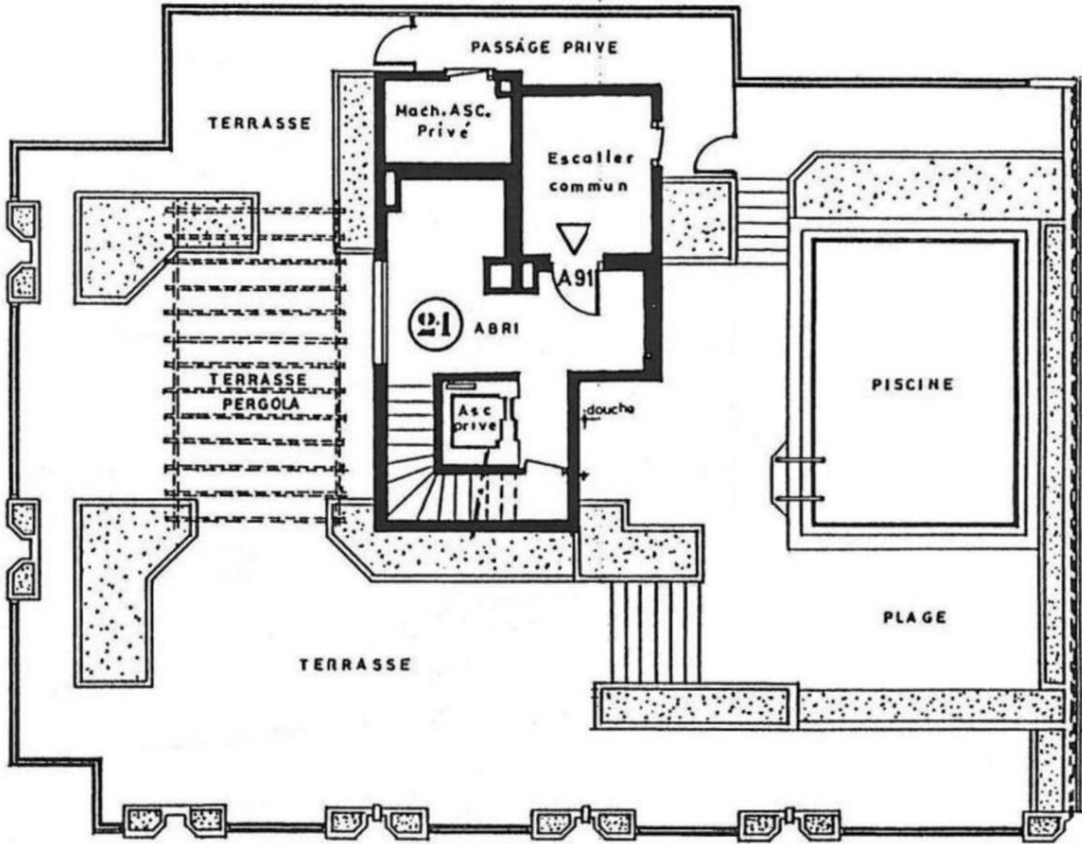 PASSAGE PRIVE
TERRASSE
Mach. ASC.
Privé
Escalier
commun
A91
21 ABRI
TERRASSE
PERGOLA
Asc
privé
douche
PISCINE
PLAGE
TERRASSE